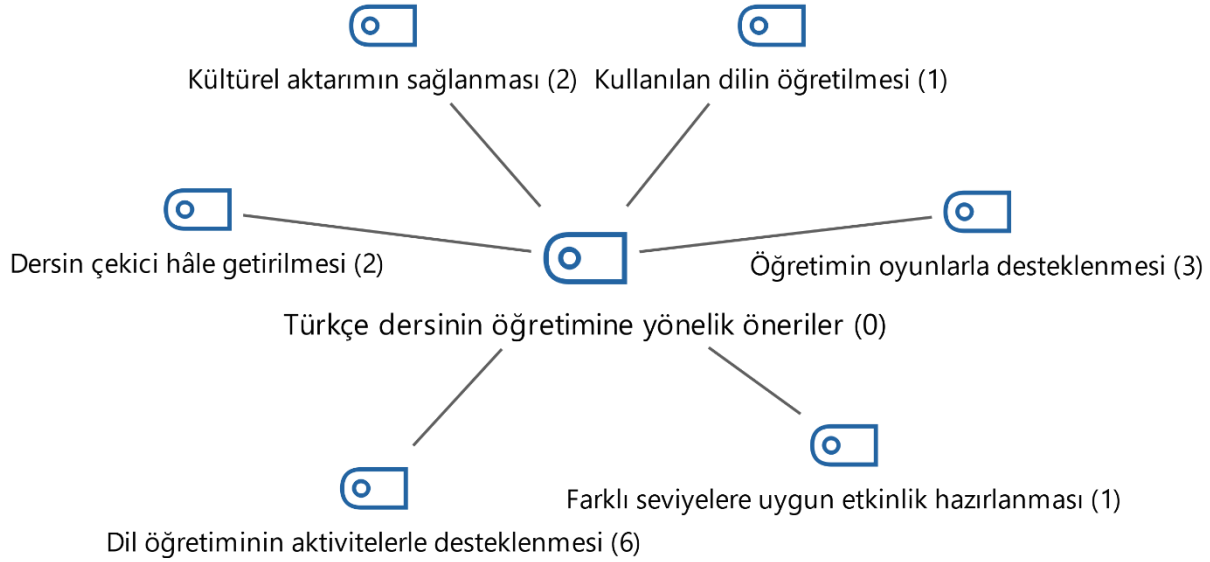 Kültürel aktarımın sağlanması (2)
Kullanılan dilin öğretilmesi (1)
Dersin çekici hâle getirilmesi (2)
Öğretimin oyunlarla desteklenmesi (3)
Türkçe dersinin öğretimine yönelik öneriler (0)
Farklı seviyelere uygun etkinlik hazırlanması (1)
Dil öğretiminin aktivitelerle desteklenmesi (6)